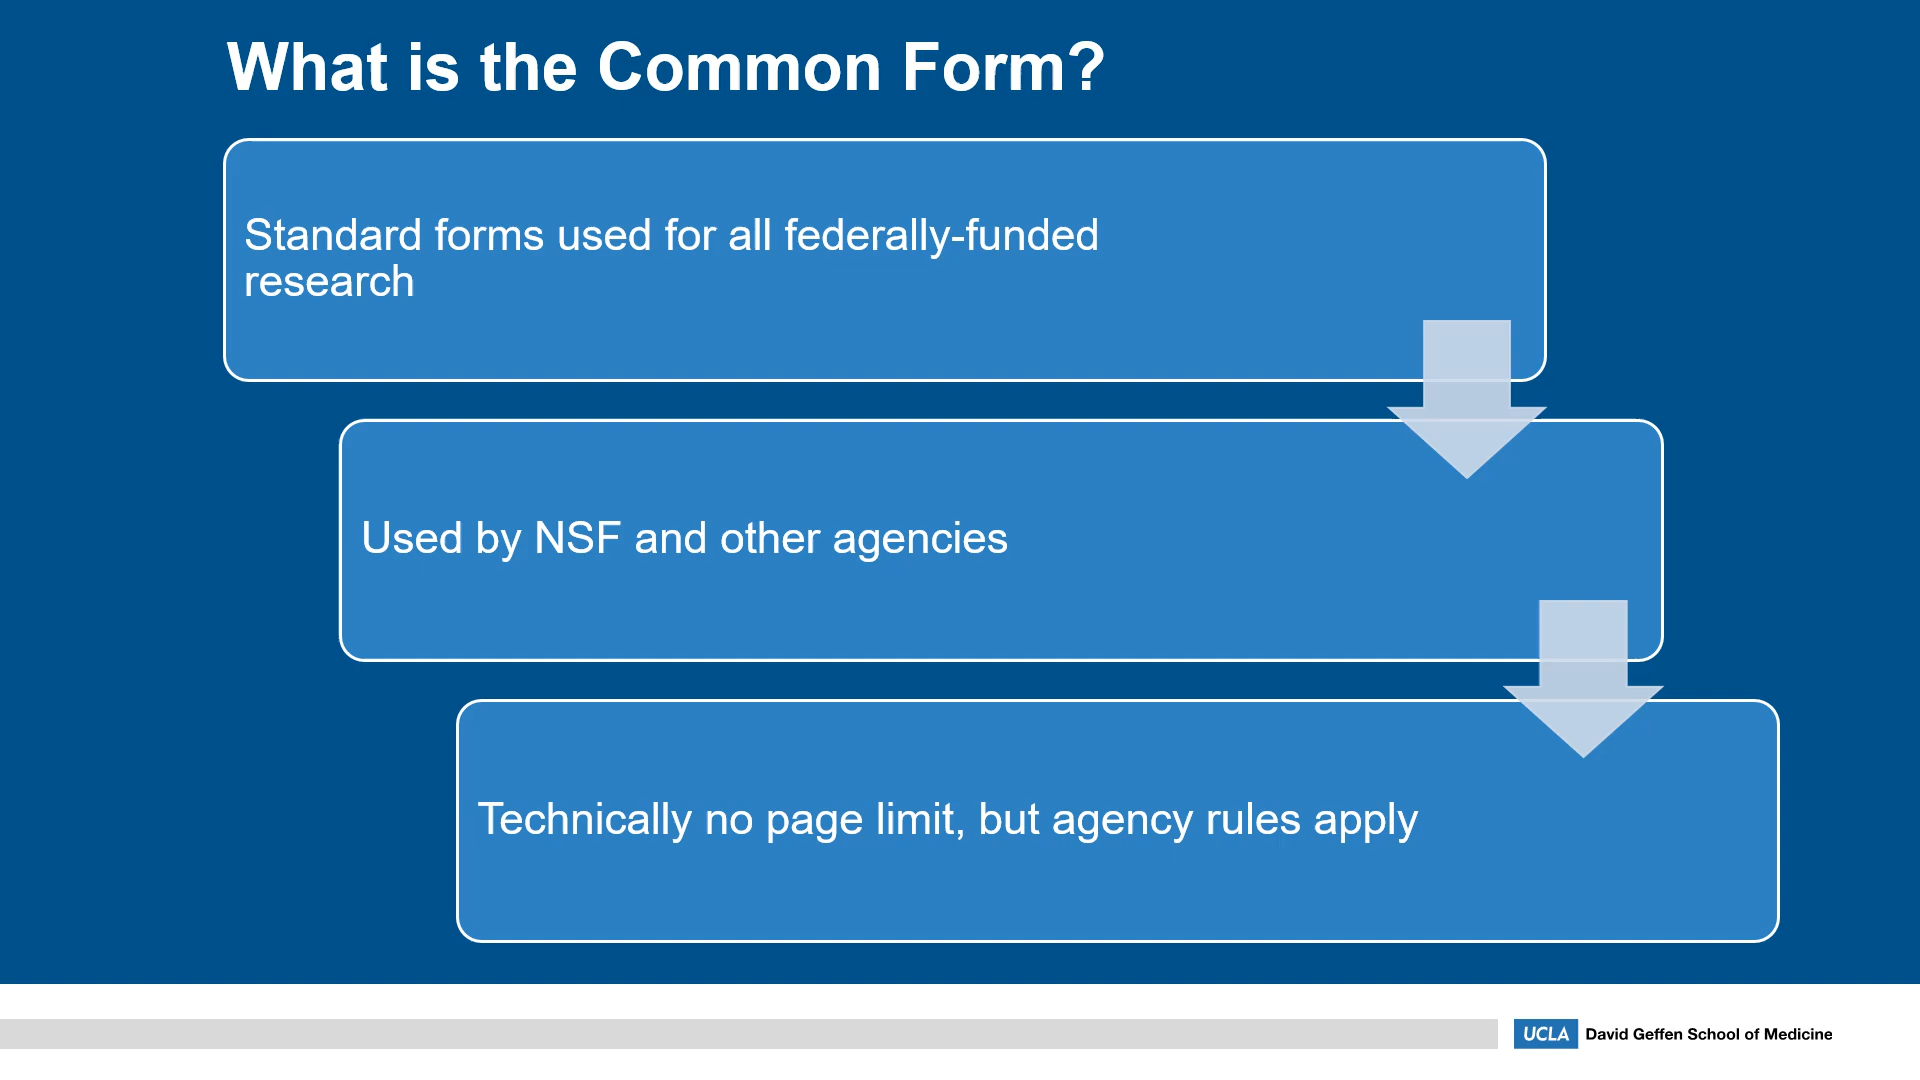 What is the Common Form?
Standard forms used for all federally-funded
research
Used by NSF and other agencies
Technically no page limit, but agency rules apply
UCLA David Geffen School of Medicine